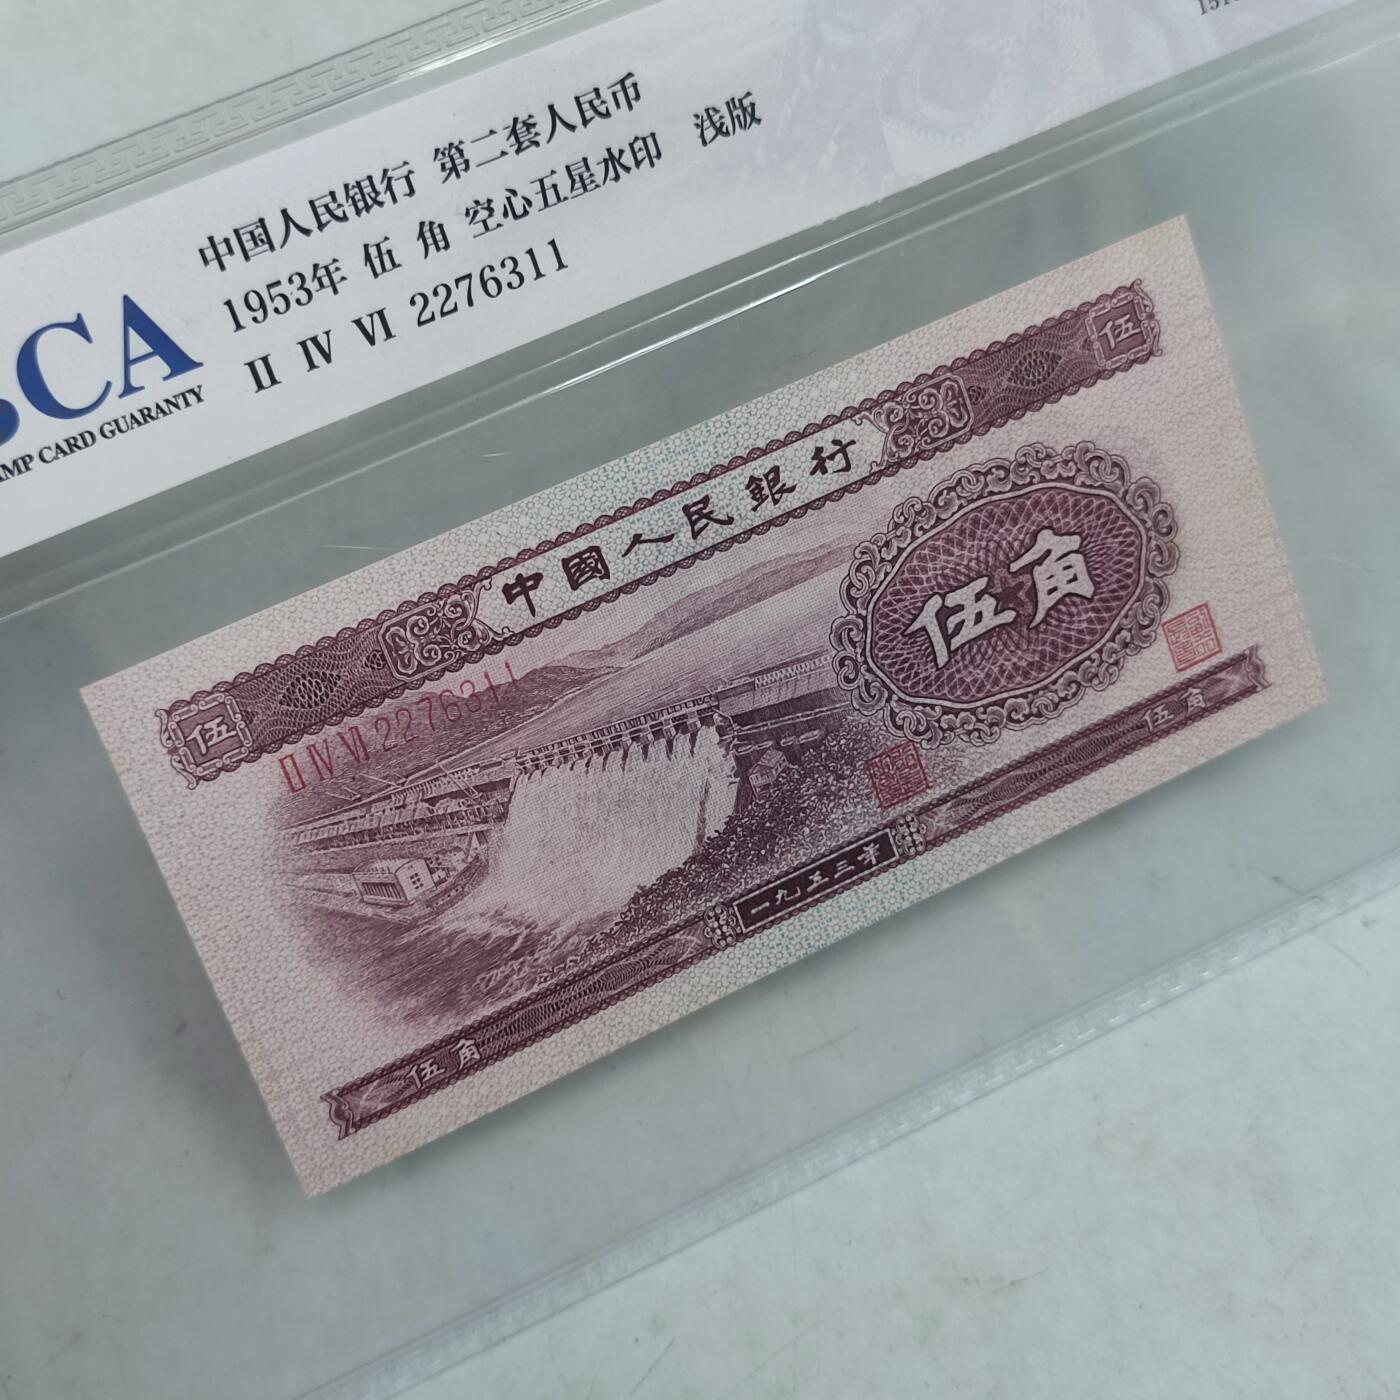 中国人民银行 第二套人民币
1953年 伍 角 空心五星水印 浅版
II IV VI 2276311
CA
MP CARD GUARANTY
伍
中國人民銀行
伍
II IV VI 2276311
伍角
伍角
一九五三年
伍角